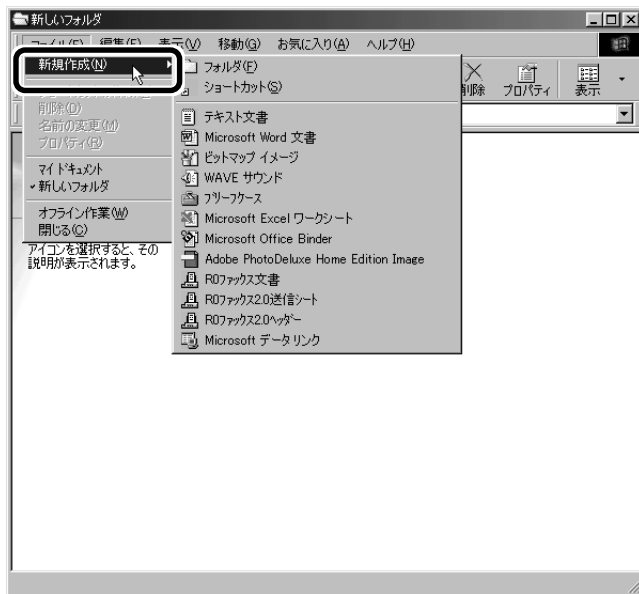 新しいフォルダ
ファイル(F) 編集(E) 表示(V) 移動(G) お気に入り(A) ヘルプ(H)
新規作成(N)
削除(D)
名前の変更(M)
プロパティ(R)
マイ ドキュメント
新しいフォルダ
オフライン作業(W)
閉じる(C)
フォルダ(F)
ショートカット(S)
テキスト文書
Microsoft Word 文書
ビットマップ イメージ
WAVE サウンド
ブリーフケース
Microsoft Excel ワークシート
Microsoft Office Binder
Adobe PhotoDeluxe Home Edition Image
ROファックス文書
ROファックス2.0送信シート
ROファックス2.0ヘッダー
Microsoft データ リンク
削除 プロパティ 表示
アイコンを選択すると、その
説明が表示されます。